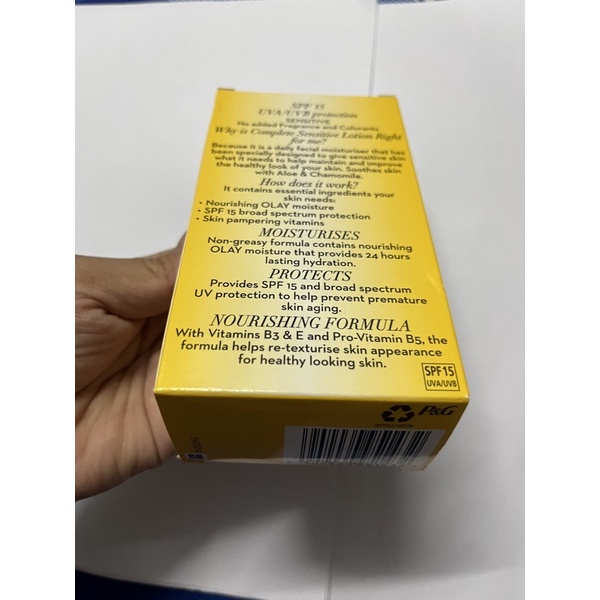 SPF 15
UVA/UVB protection
SENSITIVE
No added Fragrance and Colorants
Why is Complete Sensitive Lotion Right
for me?
Because it is a daily facial moisturiser that has
been specially designed to give sensitive skin
what it needs to help maintain and improve
the healthy look of your skin. Soothes skin
with Aloe & Chamomile.
How does it work?
It contains essential ingredients your
skin needs:
• Nourishing OLAY moisture
• SPF 15 broad spectrum protection
• Skin pampering vitamins
MOISTURISES
Non-greasy formula contains nourishing
OLAY moisture that provides 24 hours
lasting hydration.
PROTECTS
Provides SPF 15 and broad spectrum
UV protection to help prevent premature
skin aging.
NOURISHING FORMULA
With Vitamins B3 & E and Pro-Vitamin B5, the
formula helps re-texturise skin appearance
for healthy looking skin.
SPF15
UVA/UVB
P&G